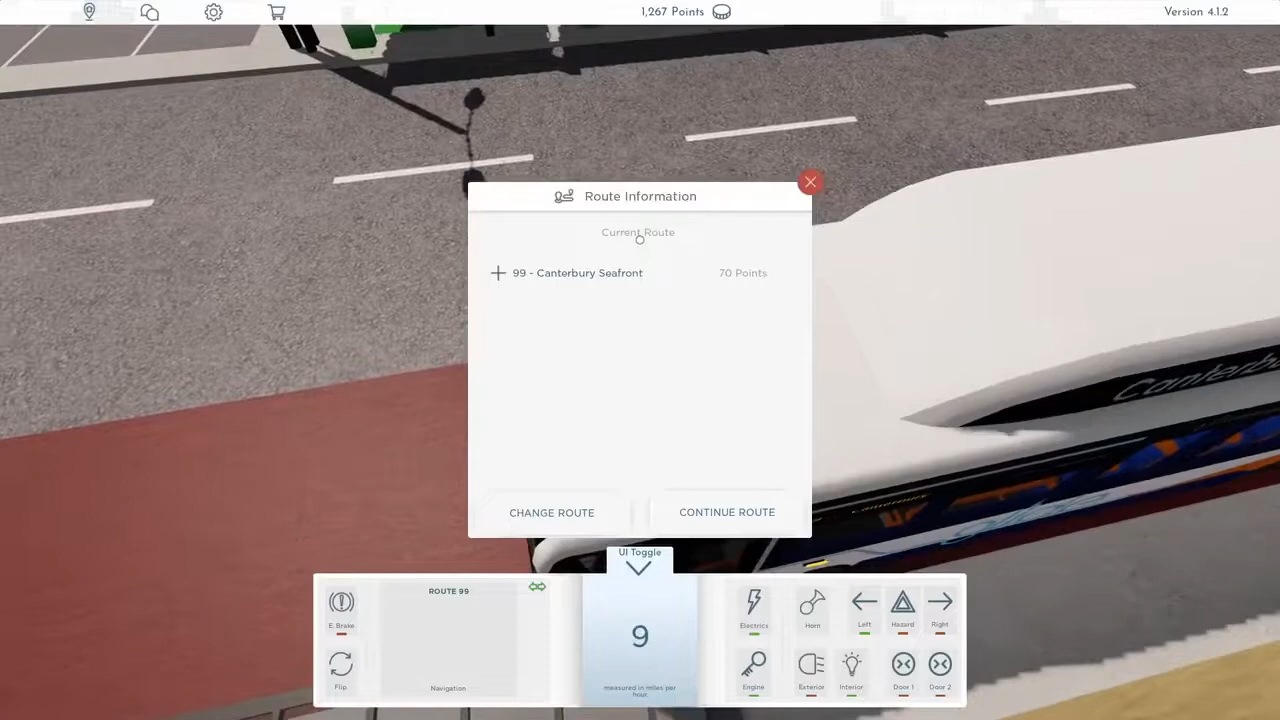 1,267 Points
Version 4.1.2
Route Information
Current Route
99 - Canterbury Seafront
70 Points
CHANGE ROUTE
CONTINUE ROUTE
UI Toggle
E. Brake
Flip
ROUTE 99
Navigation
9
measured in miles per
hour.
Electrics
Horn
Left
Hazard
Right
Engine
Exterior
Interior
Door 1
Door 2